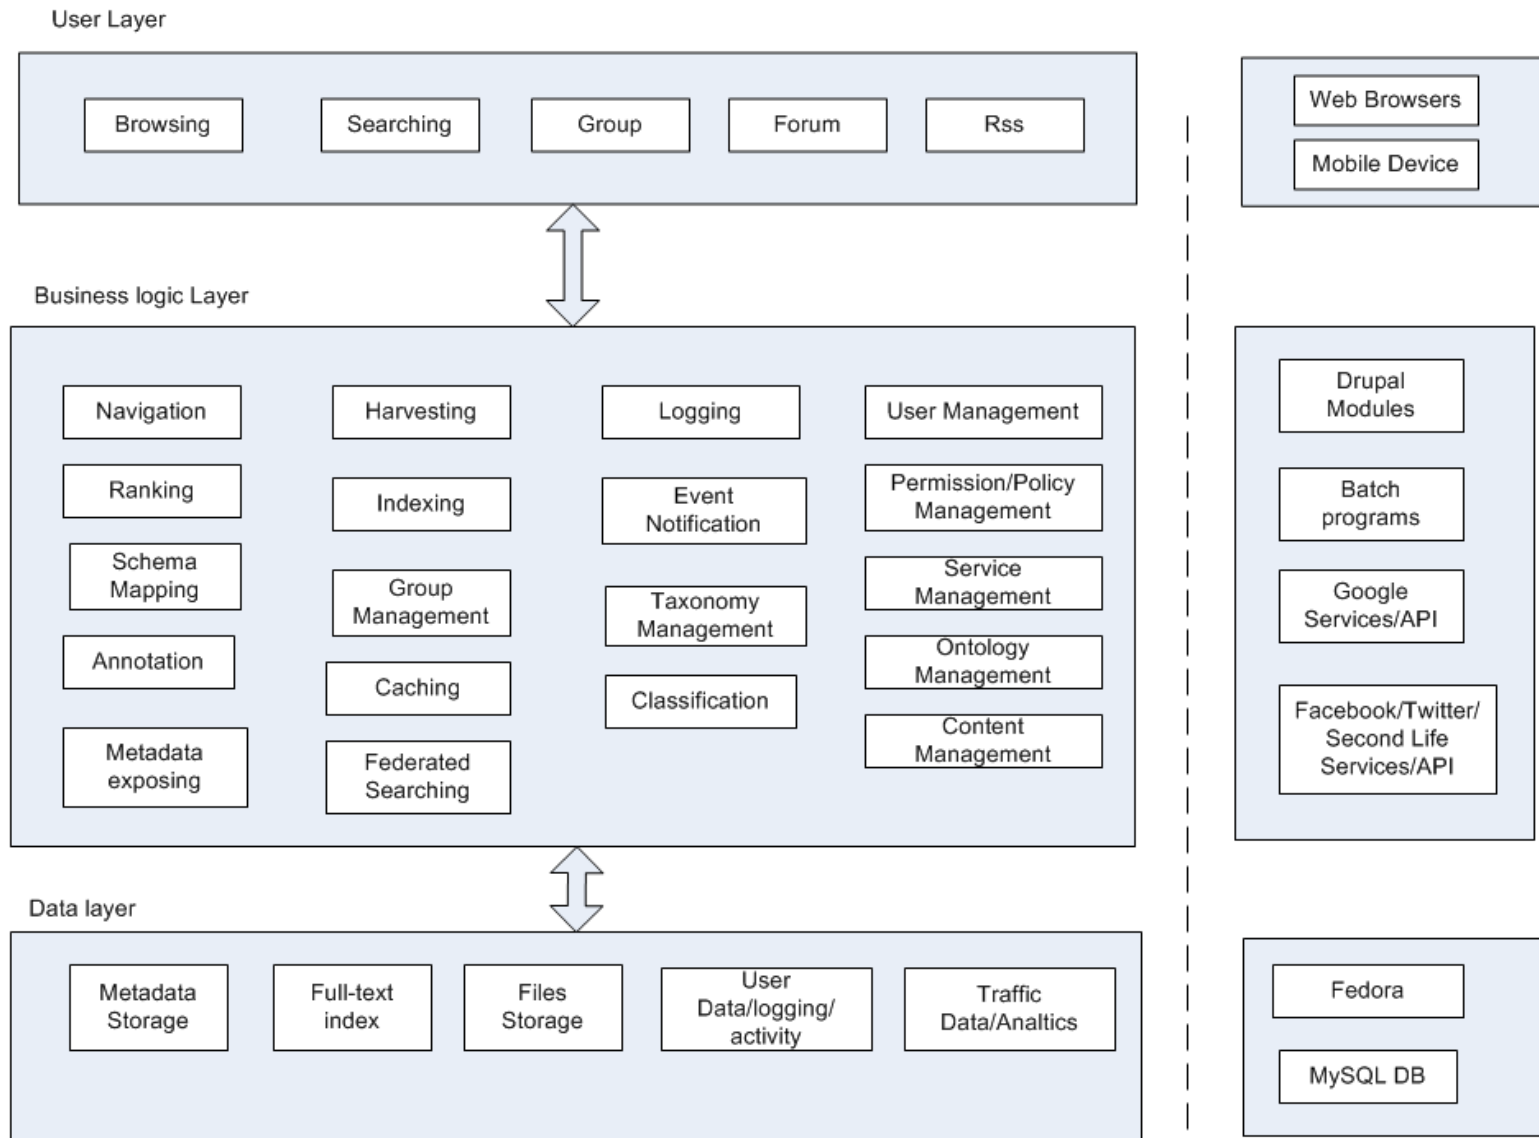 User Layer
Browsing
Searching
Group
Forum
Rss
Web Browsers
Mobile Device
Business logic Layer
Navigation
Ranking
Schema
Mapping
Annotation
Metadata
exposing
Harvesting
Indexing
Group
Management
Caching
Federated
Searching
Logging
Event
Notification
Taxonomy
Management
Classification
User Management
Permission/Policy
Management
Service
Management
Ontology
Management
Content
Management
Drupal
Modules
Batch
programs
Google
Services/API
Facebook/Twitter/
Second Life
Services/API
Data layer
Metadata
Storage
Full-text
index
Files
Storage
User
Data/logging/
activity
Traffic
Data/Analtics
Fedora
MySQL DB